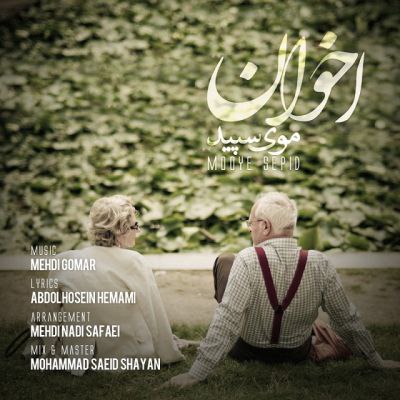 اخوان
موی سپید
MOOYE SEPID
MUSIC
MEHDI GOMAR
LYRICS
ABDOLHOSEIN HEMAMI
ARRANGEMENT
MEHDI NADI SAFAEI
MIX & MASTER
MOHAMMAD SAEID SHAYAN